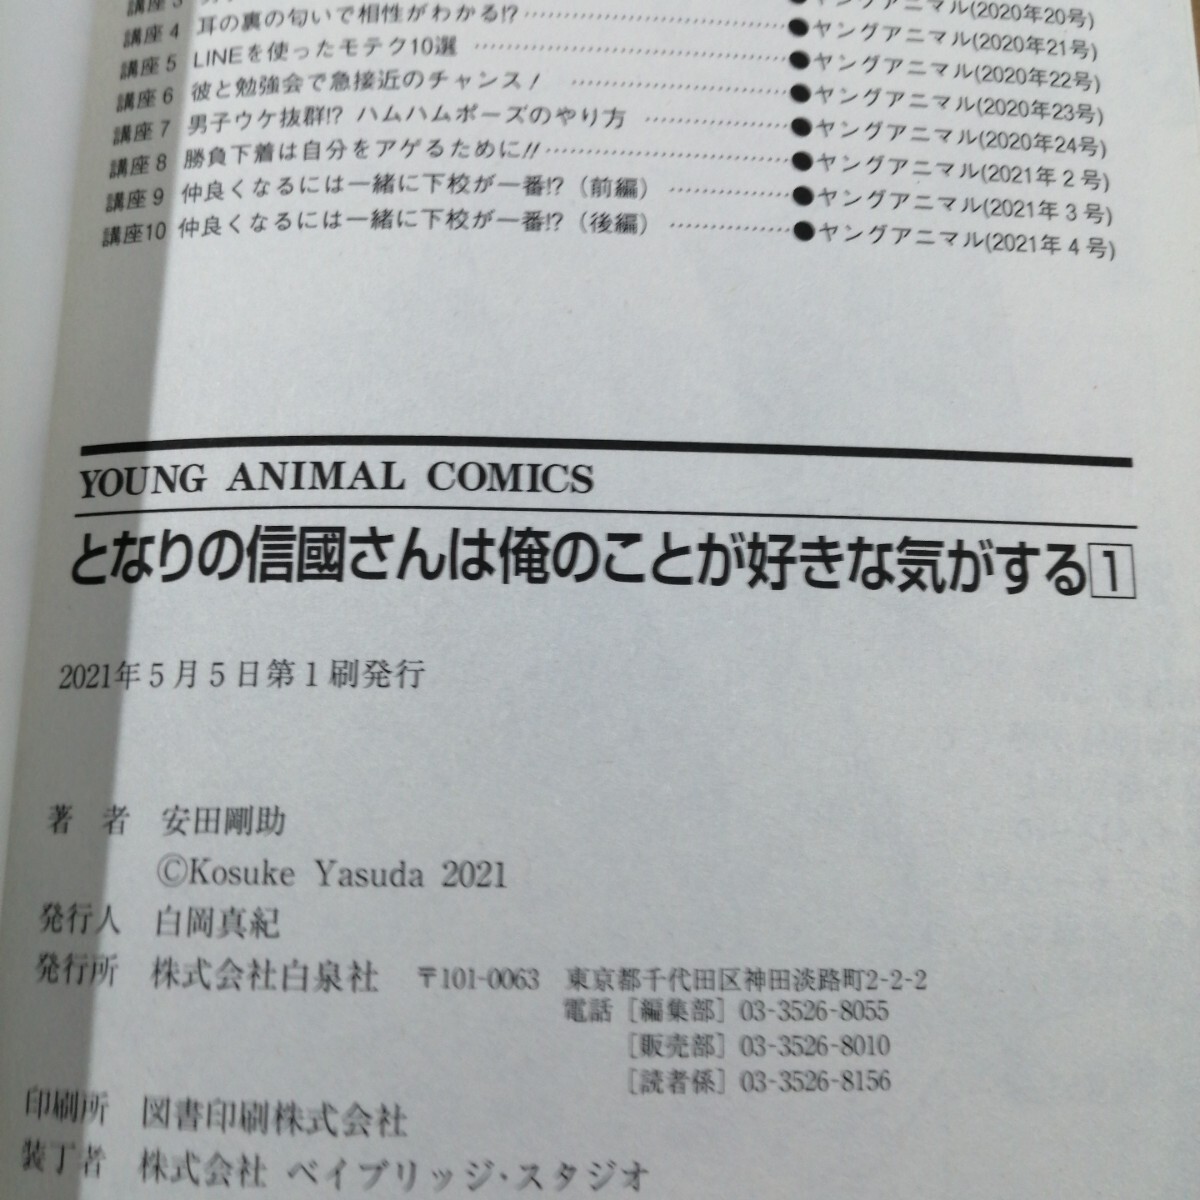 講座3
ヤングアニマル(2020年20号)
講座4 耳の裏の匂いで相性がわかる!? ●ヤングアニマル(2020年21号)
講座5 LINEを使ったモテク10選 ●ヤングアニマル(2020年22号)
講座6 彼と勉強会で急接近のチャンス! ●ヤングアニマル(2020年23号)
講座7 男子ウケ抜群!? ハムハムポーズのやり方 ●ヤングアニマル(2020年24号)
講座8 勝負下着は自分をアゲるために!! ●ヤングアニマル(2021年2号)
講座9 仲良くなるには一緒に下校が一番!?(前編) ●ヤングアニマル(2021年3号)
講座10 仲良くなるには一緒に下校が一番!?(後編) ●ヤングアニマル(2021年4号)
YOUNG ANIMAL COMICS
となりの信國さんは俺のことが好きな気がする1
2021年5月5日第1刷発行
著者 安田剛助
©Kosuke Yasuda 2021
発行人 白岡真紀
発行所 株式会社白泉社 〒101-0063 東京都千代田区神田淡路町2-2-2
電話[編集部]03-3526-8055
[販売部]03-3526-8010
[読者係]03-3526-8156
印刷所 図書印刷株式会社
装丁者 株式会社 ベイブリッジ・スタジオ